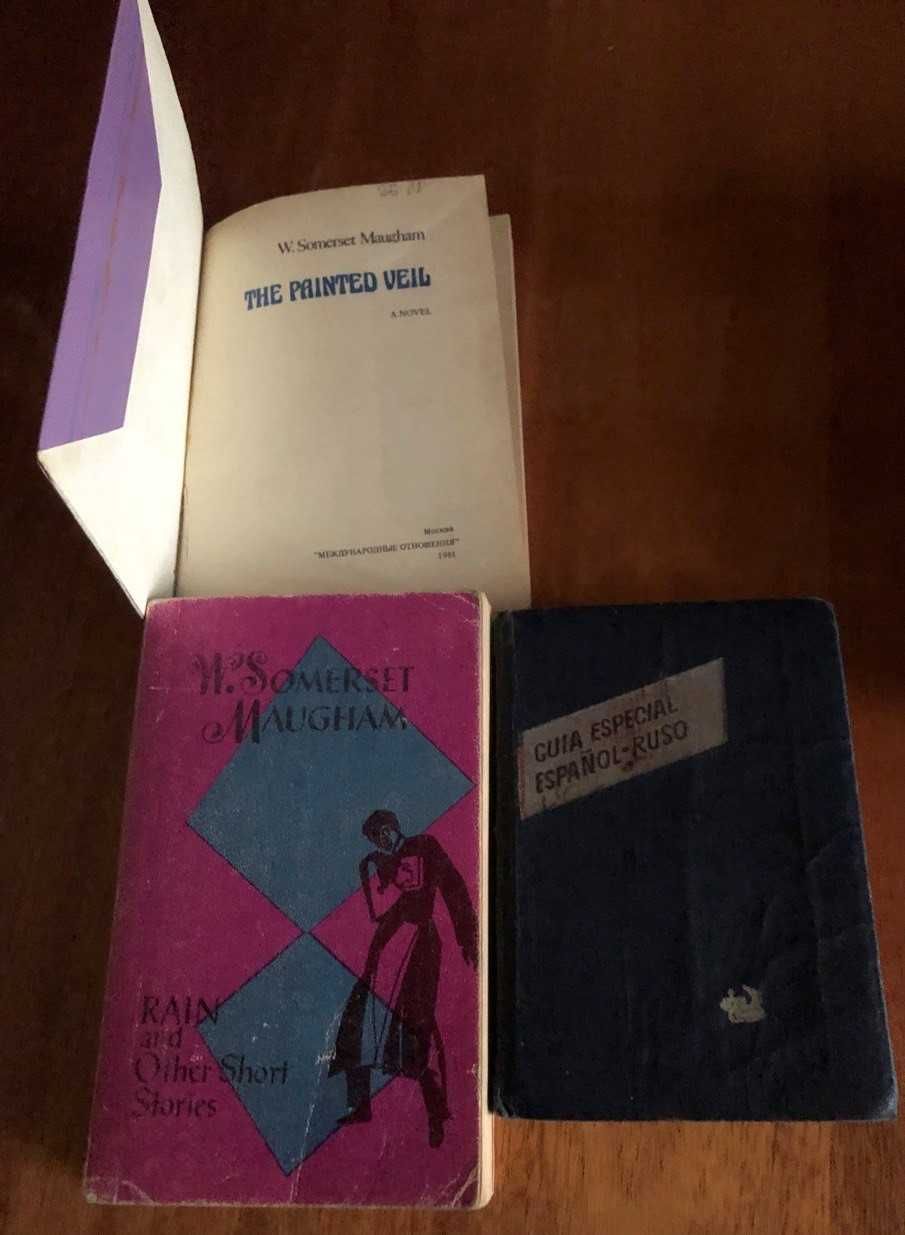 W. Somerset Maugham
THE PAINTED VEIL
A NOVEL
Москва
"МЕЖДУНАРОДНЫЕ ОТНОШЕНИЯ"
1981
W. SOMERSET
MAUGHAM
RAIN
and
Other Short
Stories
GUIA ESPECIAL
ESPAÑOL-RUSO